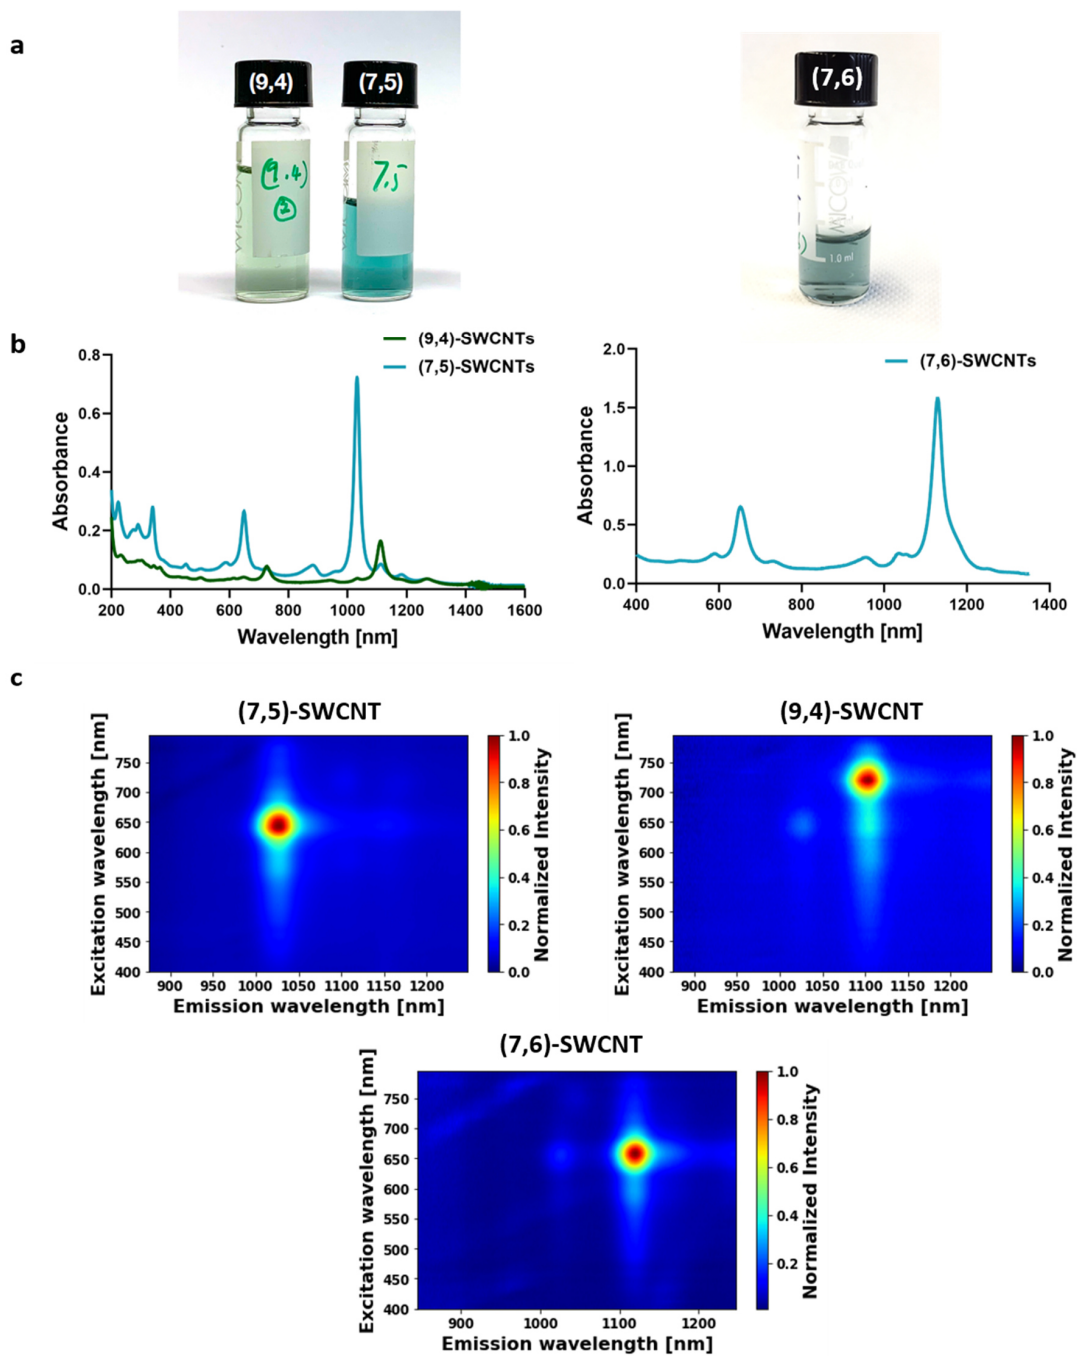 a
(9,4)
(7,5)
(7,6)
(9.4)
2
7.5
WICON
WICON
1.0 ml
b
(9,4)-SWCNTs
(7,5)-SWCNTs
0.8
0.6
0.4
0.2
0.0
Absorbance
200 400 600 800 1000 1200 1400 1600
Wavelength [nm]
(7,6)-SWCNTs
2.0
1.5
1.0
0.5
0.0
Absorbance
400 600 800 1000 1200 1400
Wavelength [nm]
c
(7,5)-SWCNT
Excitation wavelength [nm]
750
700
650
600
550
500
450
400
900 950 1000 1050 1100 1150 1200
Emission wavelength [nm]
1.0
0.8
0.6
0.4
0.2
0.0
Normalized Intensity
(9,4)-SWCNT
Excitation wavelength [nm]
750
700
650
600
550
500
450
400
900 950 1000 1050 1100 1150 1200
Emission wavelength [nm]
1.0
0.8
0.6
0.4
0.2
0.0
Normalized Intensity
(7,6)-SWCNT
Excitation wavelength [nm]
750
700
650
600
550
500
450
400
900 1000 1100 1200
Emission wavelength [nm]
1.0
0.8
0.6
0.4
0.2
Normalized Intensity